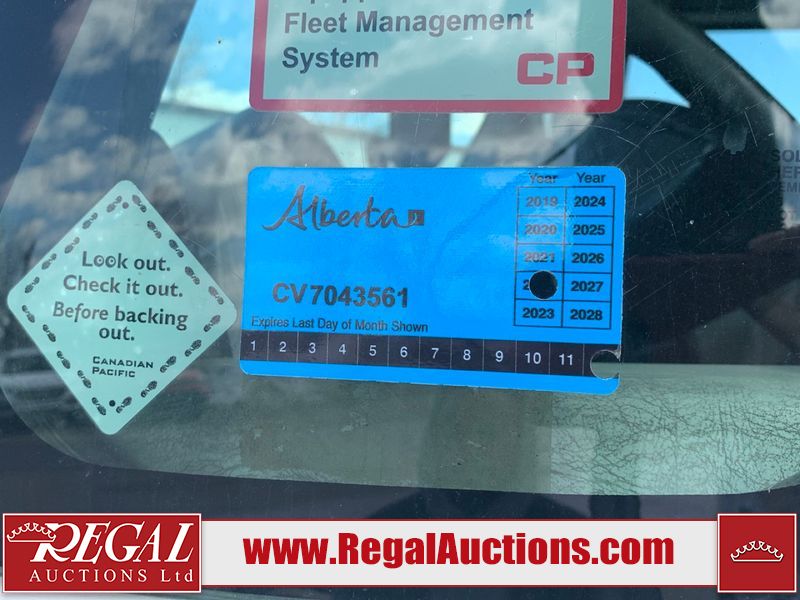 Fleet Management
System
CP
Look out.
Check it out.
Before backing
out.
CANADIAN
PACIFIC
Alberta
CV7043561
Expires Last Day of Month Shown
Year Year
2019 2024
2020 2025
2021 2026
2027
2023 2028
1 2 3 4 5 6 7 8 9 10 11
REGAL
AUCTIONS Ltd
www.RegalAuctions.com